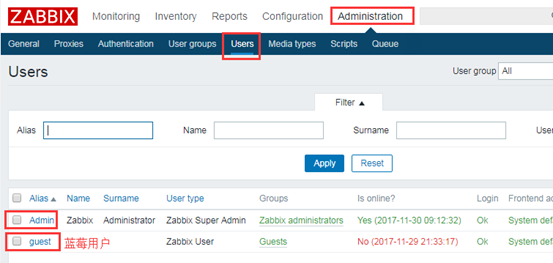 ZABBIX Monitoring Inventory Reports Configuration Administration
General Proxies Authentication User groups Users Media types Scripts Queue
Users User group All
Filter
Alias Name Surname User
Apply Reset
Alias Name Surname User type Groups Is online? Login Frontend ac
Admin Zabbix Administrator Zabbix Super Admin Zabbix administrators Yes (2017-11-30 09:12:32) Ok System defa
guest 蓝莓用户 Zabbix User Guests No (2017-11-29 21:33:17) Ok System defa